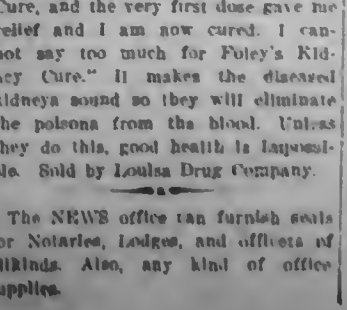 Cure, and the very first dose gave me
relief and I am now cured. I can-
not say too much for Foley's Kid-
ney Cure." It makes the diseased
kidneys sound so they will eliminate
the poisons from the blood. Unless
they do this, good health is impossi-
ble. Sold by Louisa Drug Company.
The NEWS office can furnish seals
for Notaries, Lodges, and officers of
allkinds. Also, any kind of office
supplies.